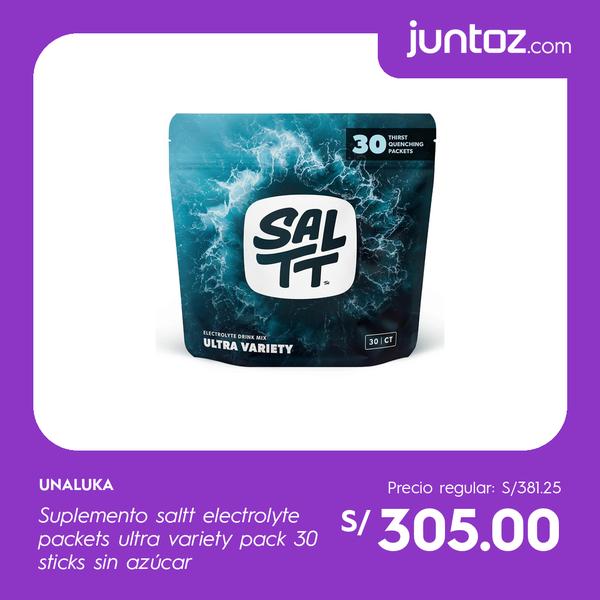 juntoz.com
30 THIRST
QUENCHING
PACKETS
SAL
TT
ELECTROLYTE DRINK MIX
ULTRA VARIETY
30 | CT
UNALUKA
Suplemento saltt electrolyte
packets ultra variety pack 30
sticks sin azúcar
Precio regular: S/381.25
S/ 305.00